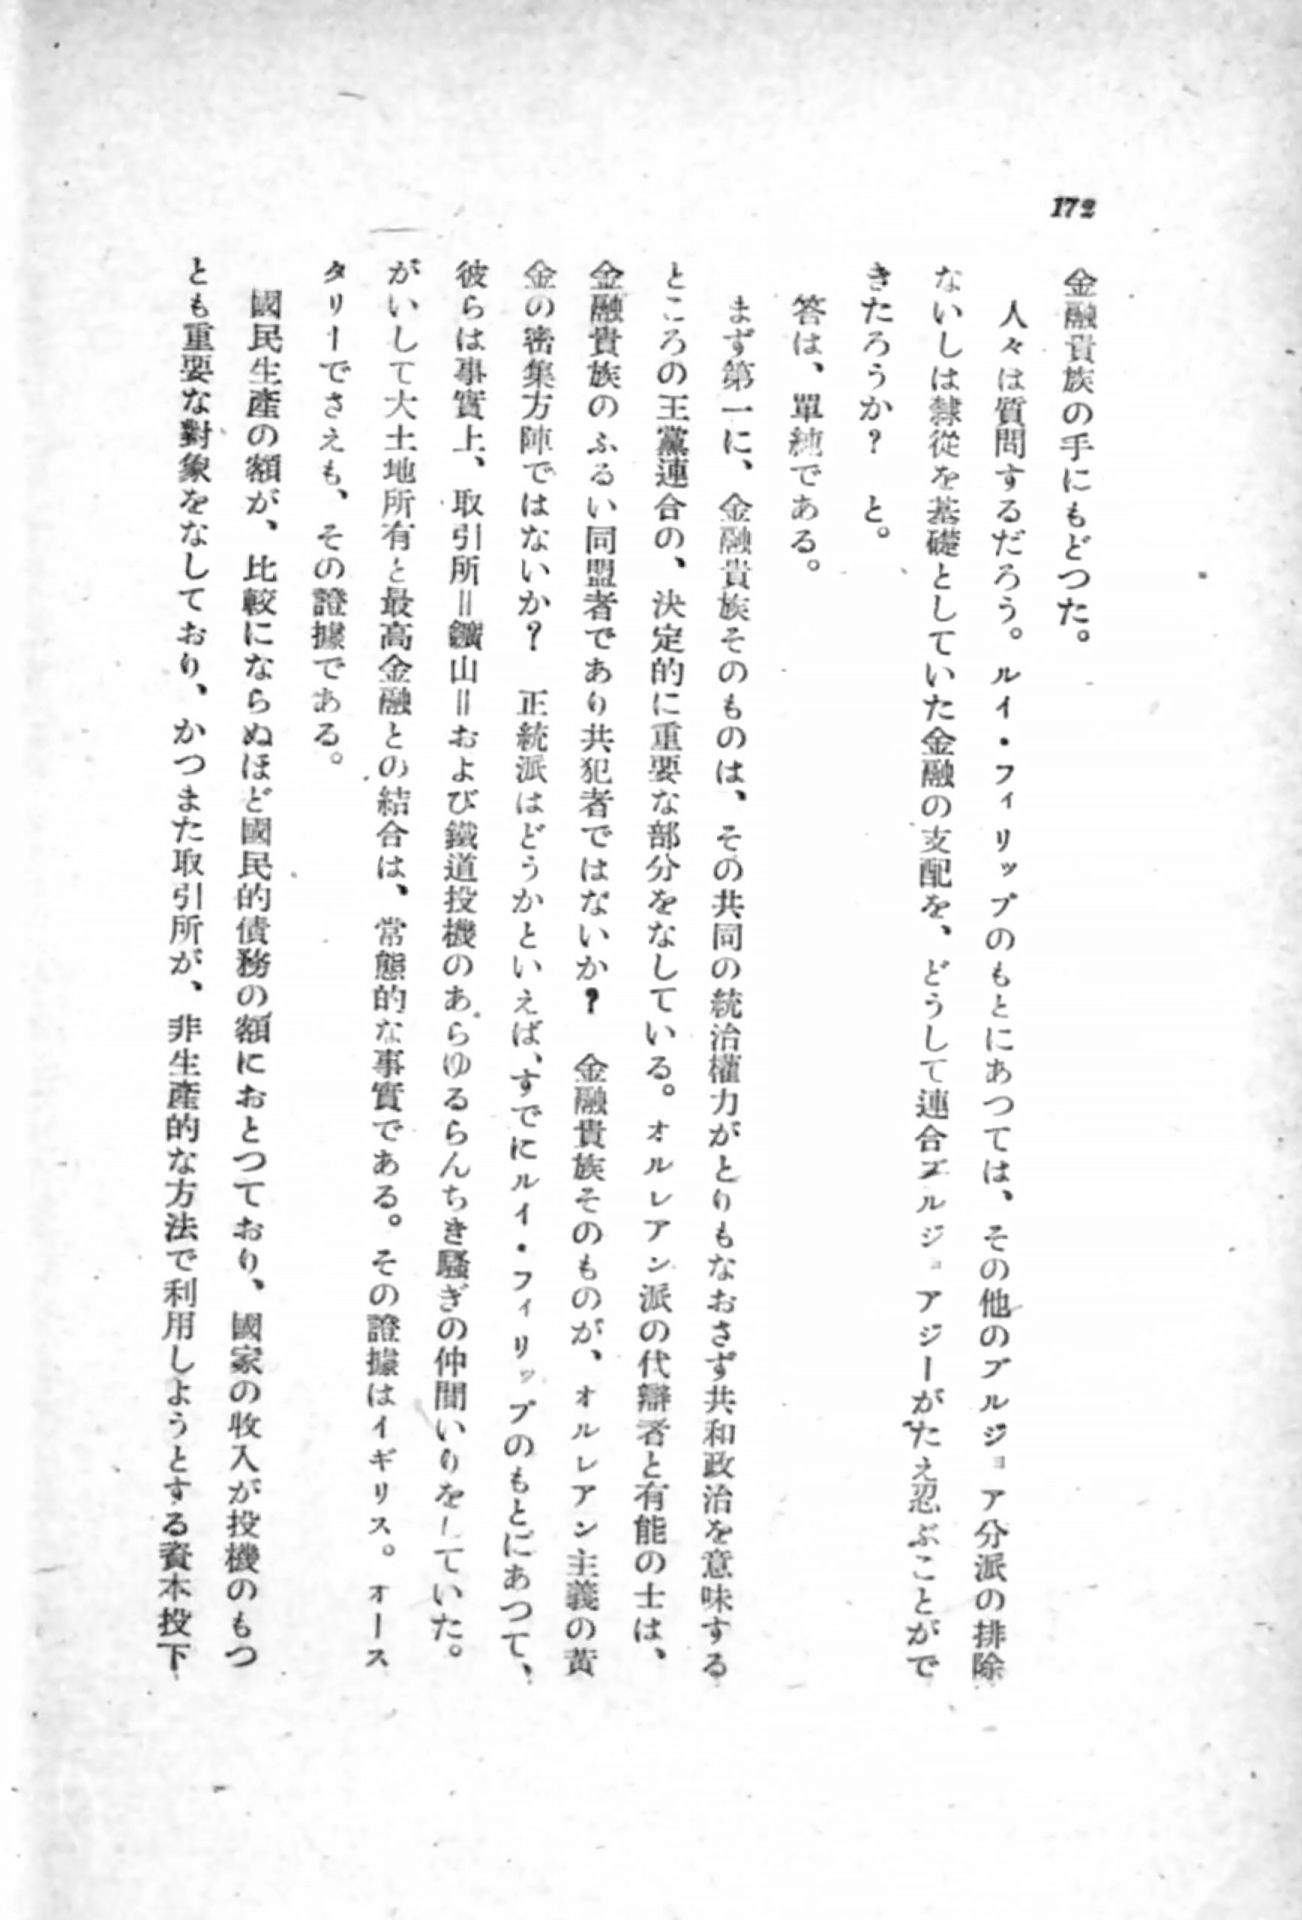 172
金融貴族の手にもどつた。
人々は質問するだろう。ルイ・フィリップのもとにあつては、その他のブルジョア分派の排除
ないしは隸從を基礎としていた金融の支配を、どうして連合ブルジョアジーがたえ忍ぶことがで
きたろうか？　と。
答は、單純である。
まず第一に、金融貴族そのものは、その共同の統治權力がとりもなおさず共和政治を意味する
ところの王黨連合の、決定的に重要な部分をなしている。オルレアン派の代辯者と有能の士は、
金融貴族のふるい同盟者であり共犯者ではないか？　金融貴族そのものが、オルレアン主義の黄
金の密集方陣ではないか？　正統派はどうかといえば、すでにルイ・フィリップのもとにあつて、
彼らは事實上、取引所＝鑛山＝および鐵道投機のあらゆるらんちき騷ぎの仲間いりをしていた。
がいして大土地所有と最高金融との結合は、常態的な事實である。その證據はイギリス。オース
タリーでさえも、その證據である。
國民生產の額が、比較にならぬほど國民的債務の額におとつており、國家の收入が投機のもつ
とも重要な對象をなしており、かつまた取引所が、非生產的な方法で利用しようとする資本投下